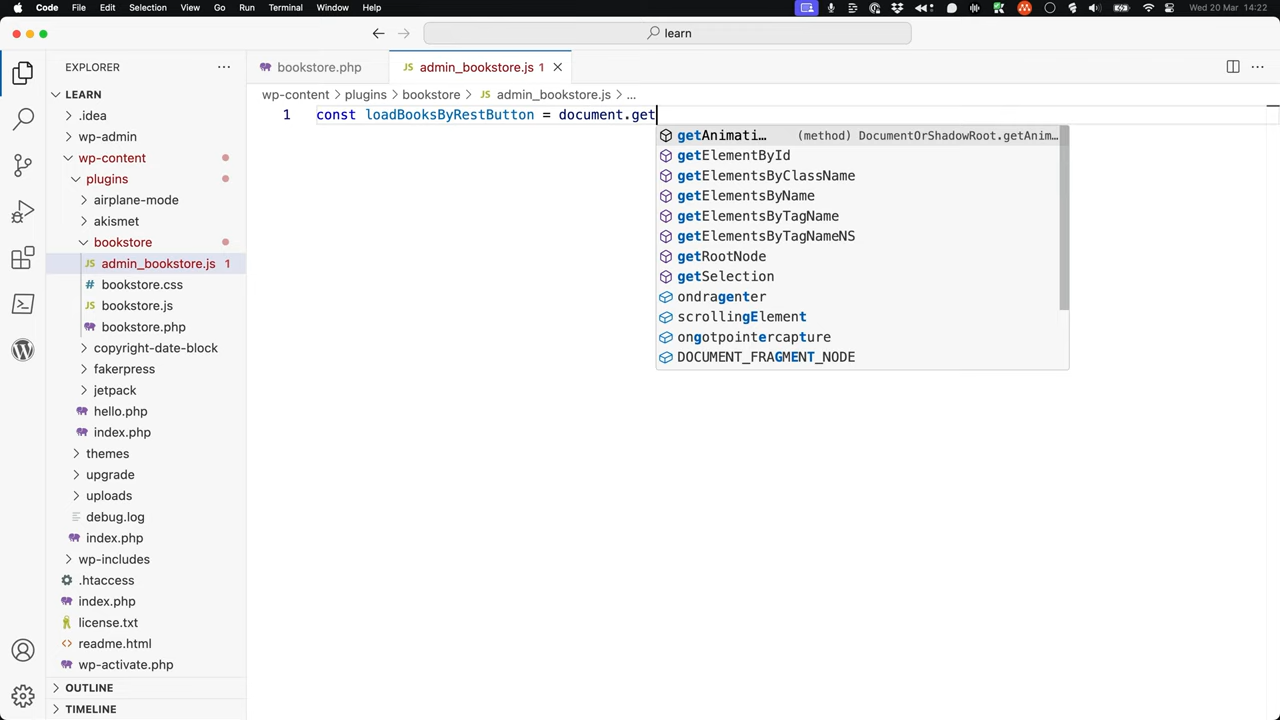 Code File Edit Selection View Go Run Terminal Window Help Wed 20 Mar 14:22
learn
EXPLORER
bookstore.php
JS admin_bookstore.js 1
LEARN
wp-content > plugins > bookstore > JS admin_bookstore.js > ...
.idea
wp-admin
wp-content
plugins
airplane-mode
akismet
bookstore
JS admin_bookstore.js 1
# bookstore.css
JS bookstore.js
bookstore.php
copyright-date-block
fakerpress
jetpack
hello.php
index.php
themes
upgrade
uploads
debug.log
index.php
wp-includes
.htaccess
index.php
license.txt
readme.html
wp-activate.php
OUTLINE
TIMELINE
1 const loadBooksByRestButton = document.get
getAnimati... (method) DocumentOrShadowRoot.getAnim...
getElementById
getElementsByClassName
getElementsByName
getElementsByTagName
getElementsByTagNameNS
getRootNode
getSelection
ondragenter
scrollingElement
ongotpointercapture
DOCUMENT_FRAGMENT_NODE